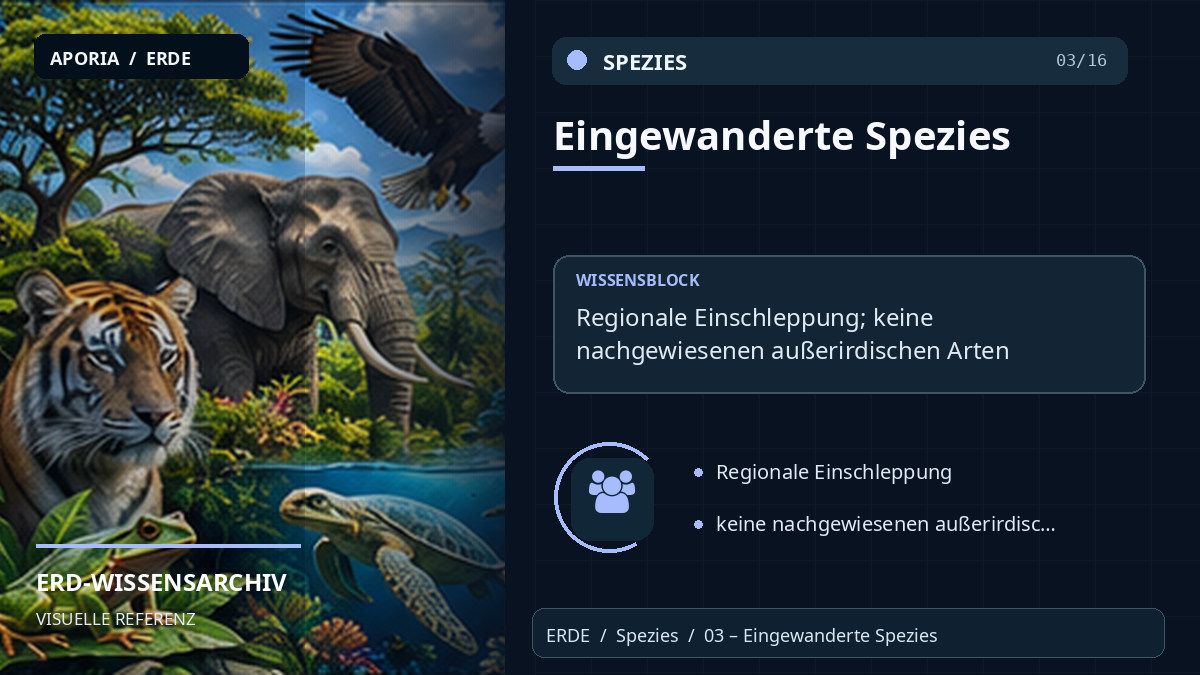 APORIA / ERDE
ERD-WISSENSARCHIV
VISUELLE REFERENZ
SPEZIES
03/16
Eingewanderte Spezies
WISSENSBLOCK
Regionale Einschleppung; keine
nachgewiesenen außerirdischen Arten
Regionale Einschleppung
keine nachgewiesenen außerirdisc...
ERDE / Spezies / 03 – Eingewanderte Spezies